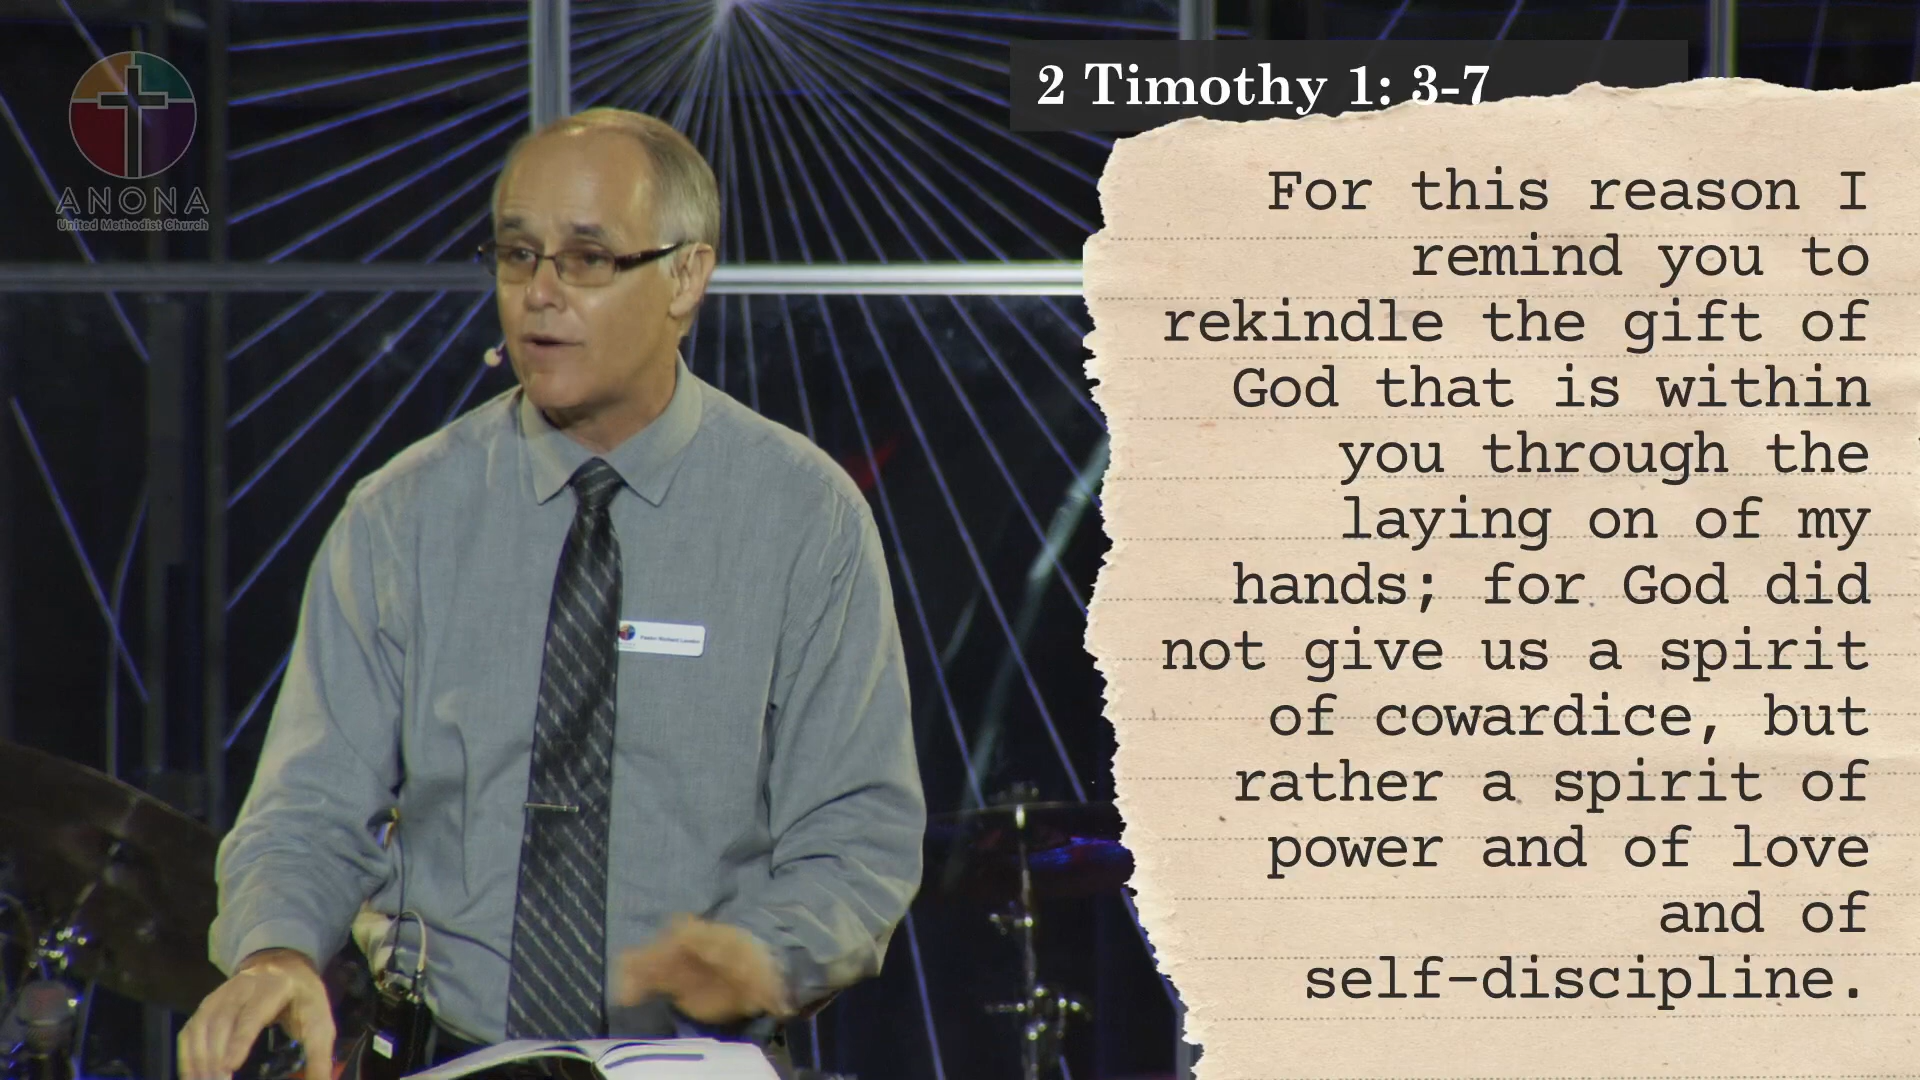 ANONA
United Methodist Church
2 Timothy 1: 3-7
For this reason I
remind you to
rekindle the gift of
God that is within
you through the
laying on of my
hands; for God did
not give us a spirit
of cowardice, but
rather a spirit of
power and of love
and of
self-discipline.
Pastor Richard